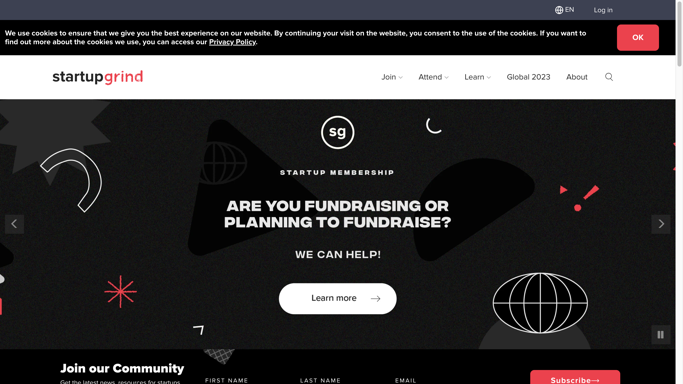 EN
Log in
We use cookies to ensure that we give you the best experience on our website. By continuing your visit on the website, you consent to the use of the cookies. If you want to
find out more about the cookies we use, you can access our Privacy Policy.
OK
startupgrind
Join
Attend
Learn
Global 2023
About
sg
STARTUP MEMBERSHIP
ARE YOU FUNDRAISING OR
PLANNING TO FUNDRAISE?
WE CAN HELP!
Learn more
Join our Community
Get the latest news, resources for startups
FIRST NAME
LAST NAME
EMAIL
Subscribe